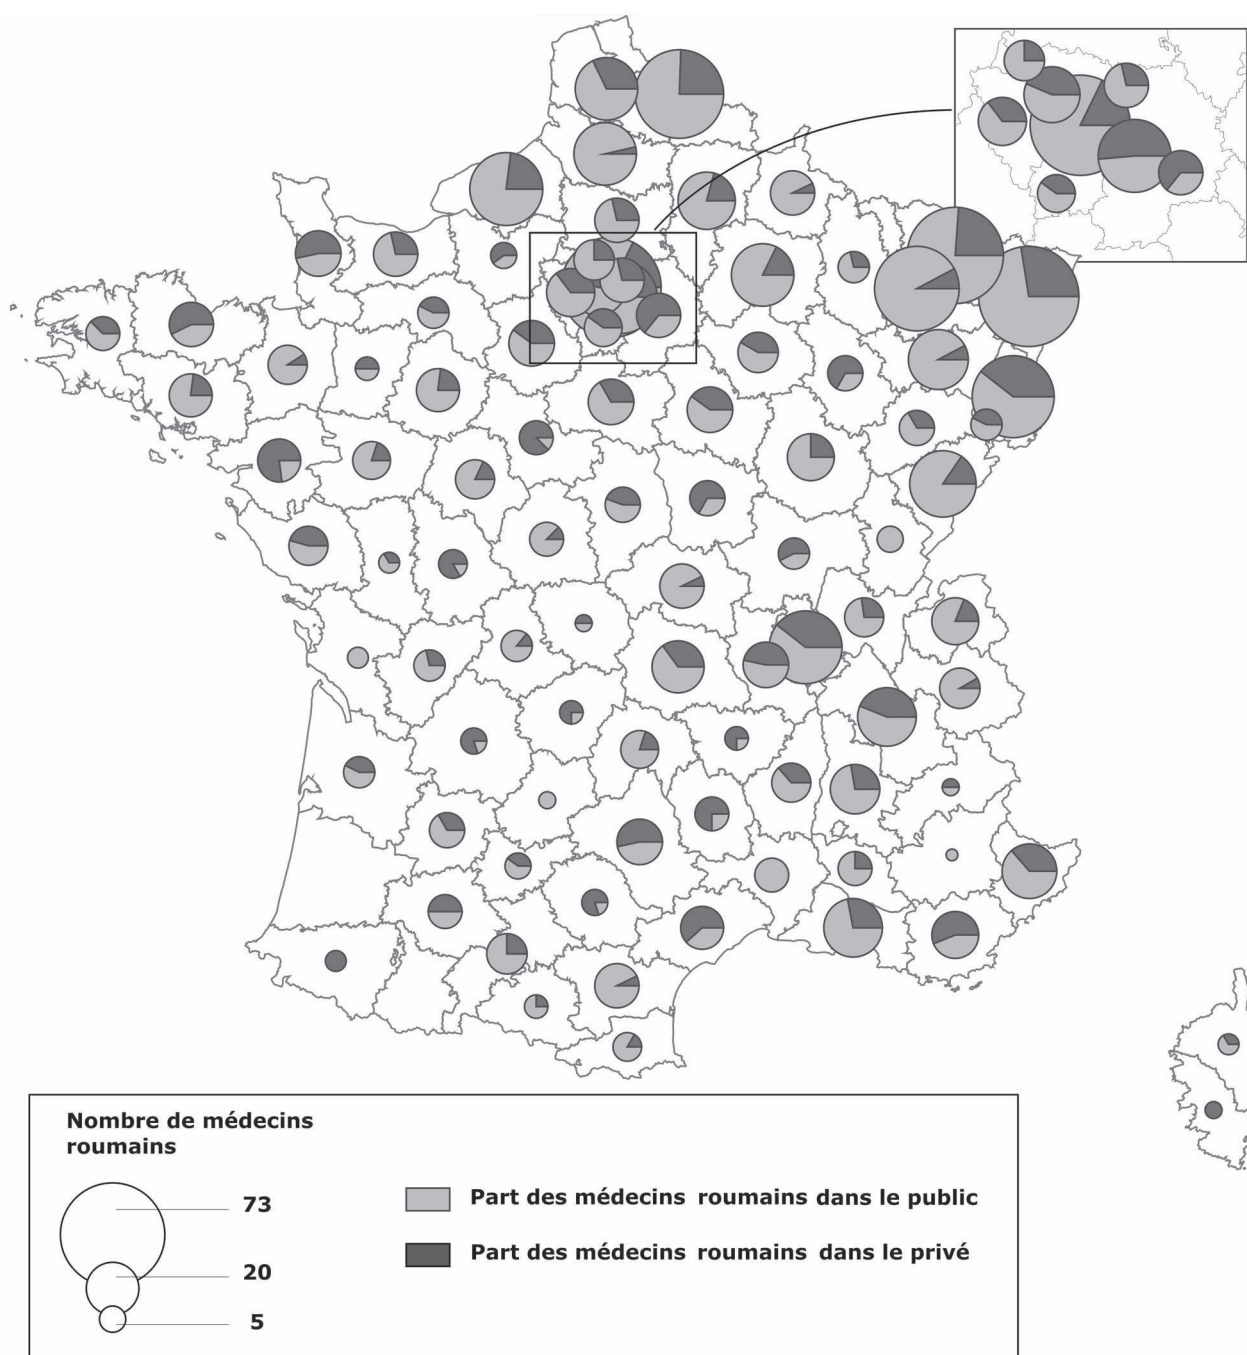 Nombre de médecins
roumains
73
20
5
Part des médecins roumains dans le public
Part des médecins roumains dans le privé